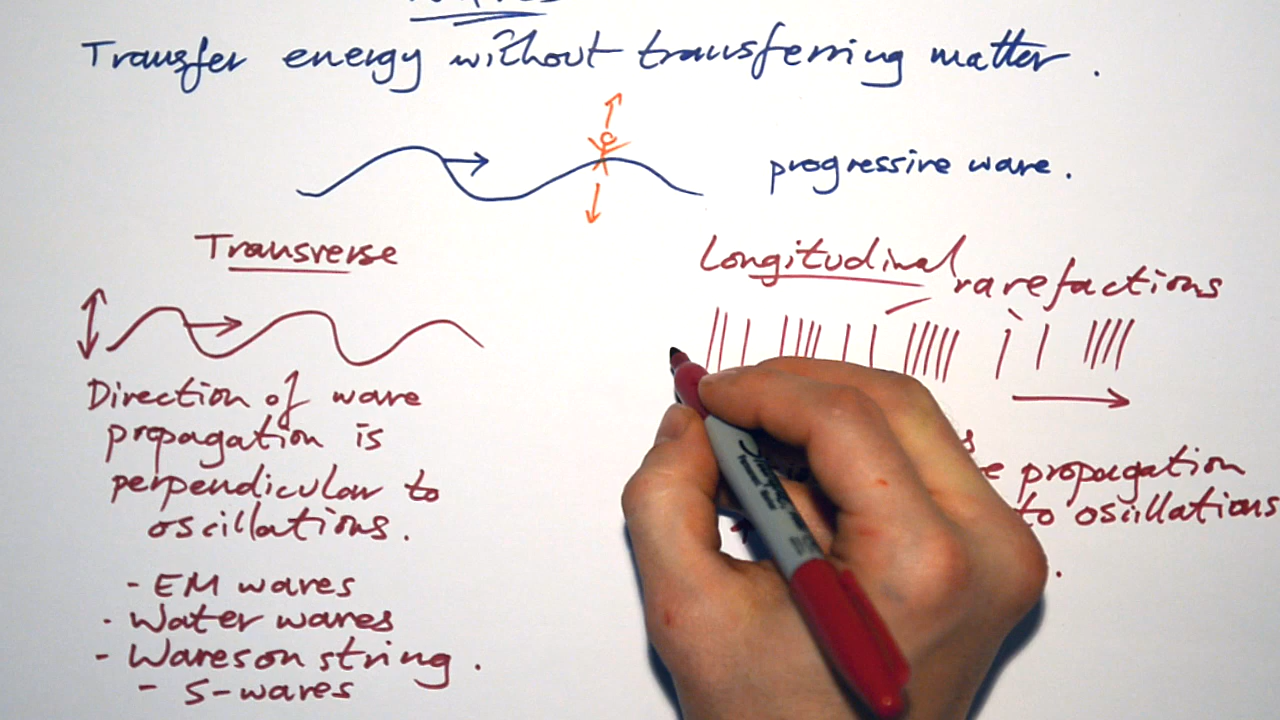 Transfer energy without transferring matter .
progressive wave .
Transverse
Direction of wave
propagation is
perpendicular to
oscillations .
- EM waves
- Water waves
- Waves on string .
- S-waves
Longitudinal
rarefactions
propagation
to oscillations